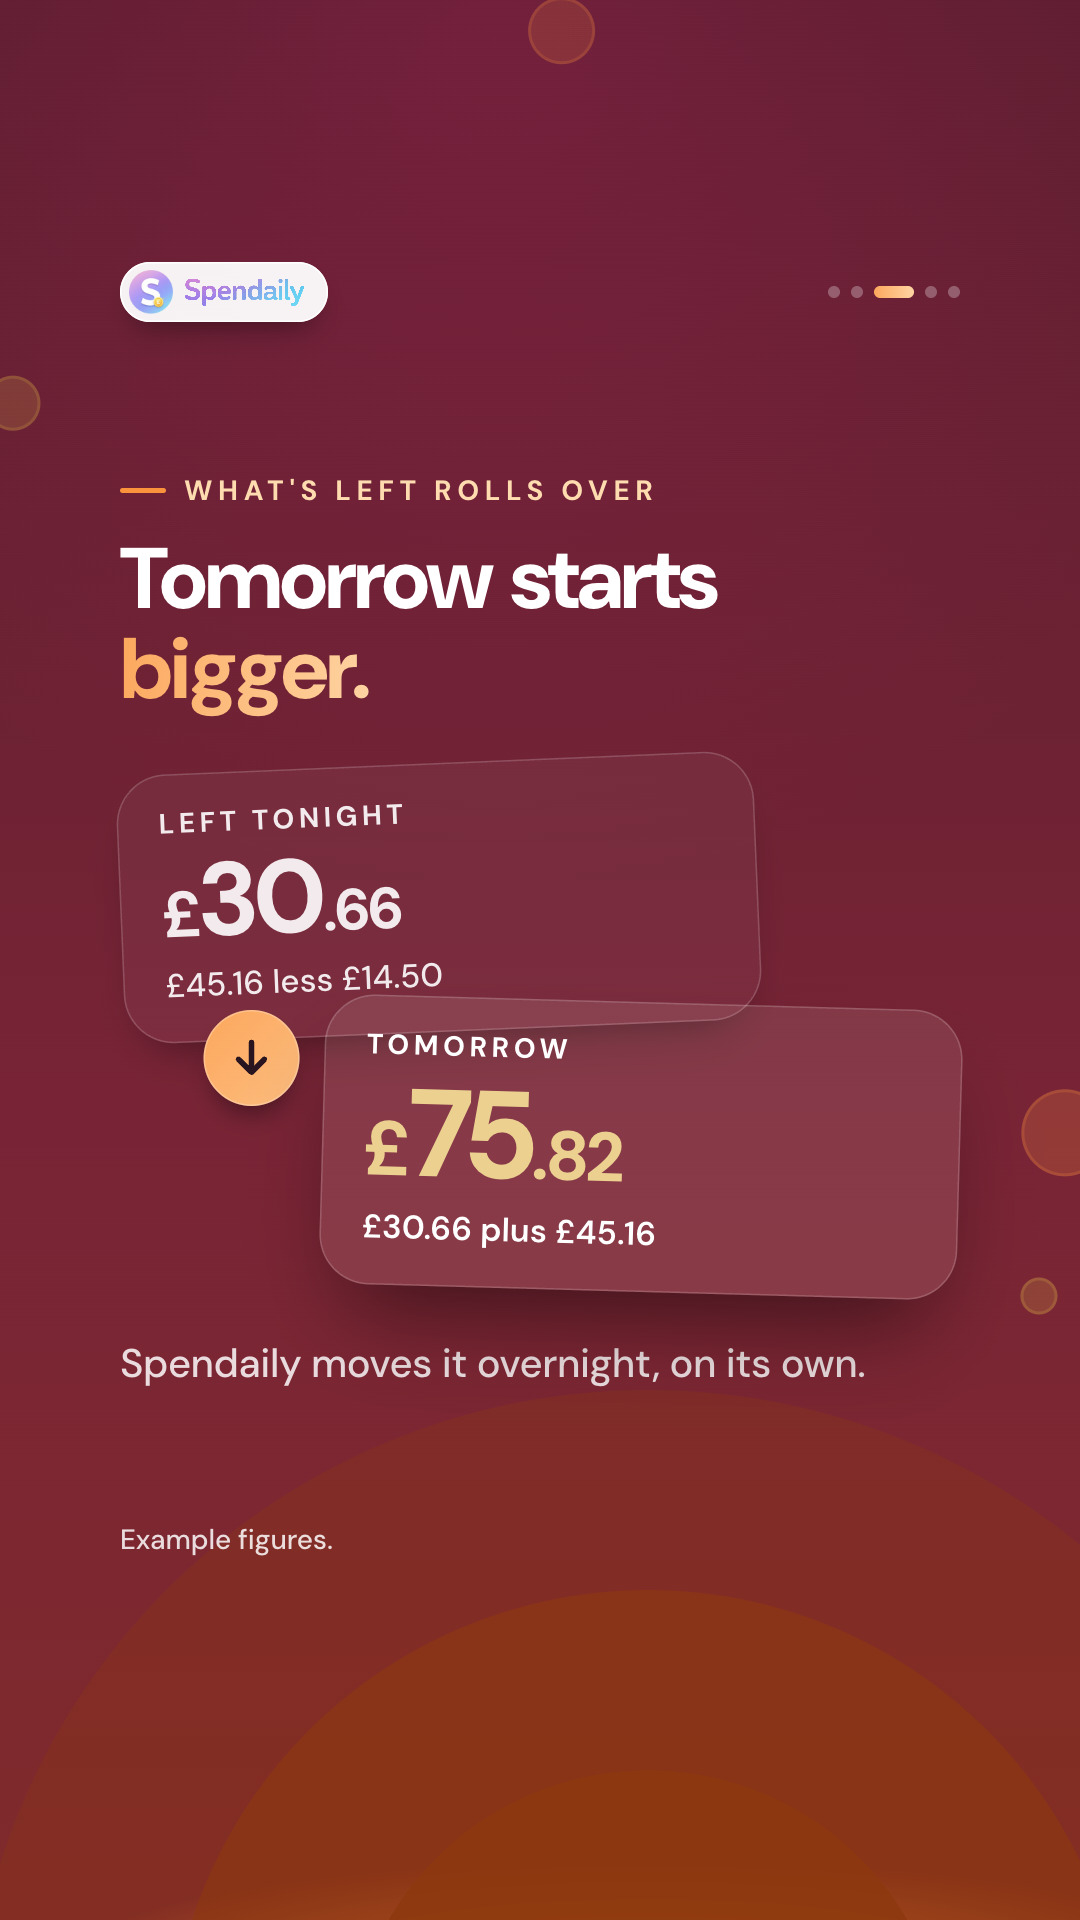 Spendaily
WHAT'S LEFT ROLLS OVER
Tomorrow starts
bigger.
LEFT TONIGHT
£30.66
£45.16 less £14.50
TOMORROW
£75.82
£30.66 plus £45.16
Spendaily moves it overnight, on its own.
Example figures.